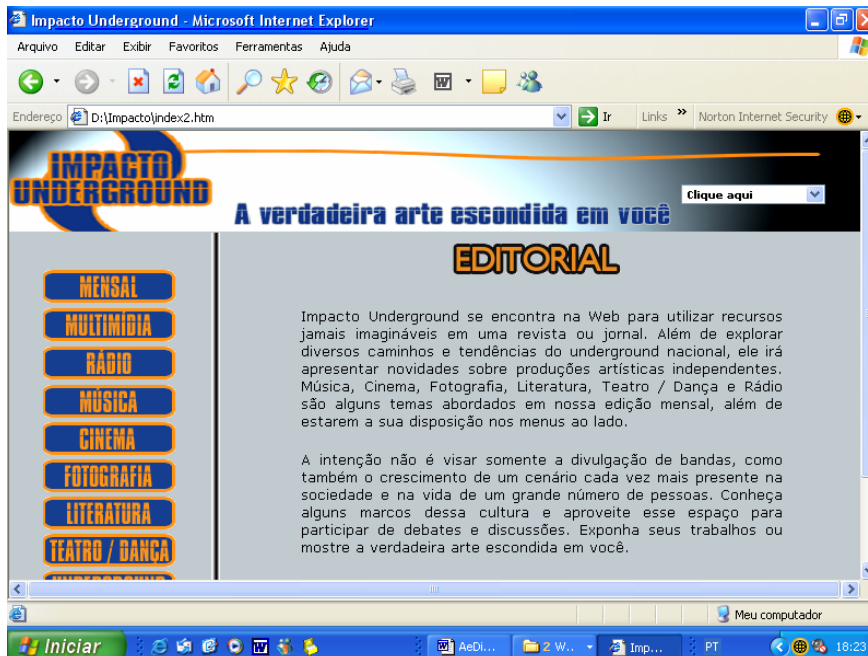 Impacto Underground - Microsoft Internet Explorer
Arquivo Editar Exibir Favoritos Ferramentas Ajuda
Endereço D:\Impacto\index2.htm Ir Links » Norton Internet Security
IMPACTO
UNDERGROUND
A verdadeira arte escondida em você
Clique aqui
EDITORIAL
MENSAL
MULTIMÍDIA
RÁDIO
MÚSICA
CINEMA
FOTOGRAFIA
LITERATURA
TEATRO / DANÇA
UNDERGROUND
Impacto Underground se encontra na Web para utilizar recursos
jamais imagináveis em uma revista ou jornal. Além de explorar
diversos caminhos e tendências do underground nacional, ele irá
apresentar novidades sobre produções artísticas independentes.
Música, Cinema, Fotografia, Literatura, Teatro / Dança e Rádio
são alguns temas abordados em nossa edição mensal, além de
estarem a sua disposição nos menus ao lado.
A intenção não é visar somente a divulgação de bandas, como
também o crescimento de um cenário cada vez mais presente na
sociedade e na vida de um grande número de pessoas. Conheça
alguns marcos dessa cultura e aproveite esse espaço para
participar de debates e discussões. Exponha seus trabalhos ou
mostre a verdadeira arte escondida em você.
Meu computador
Iniciar AeDi... 2 W... Imp... PT